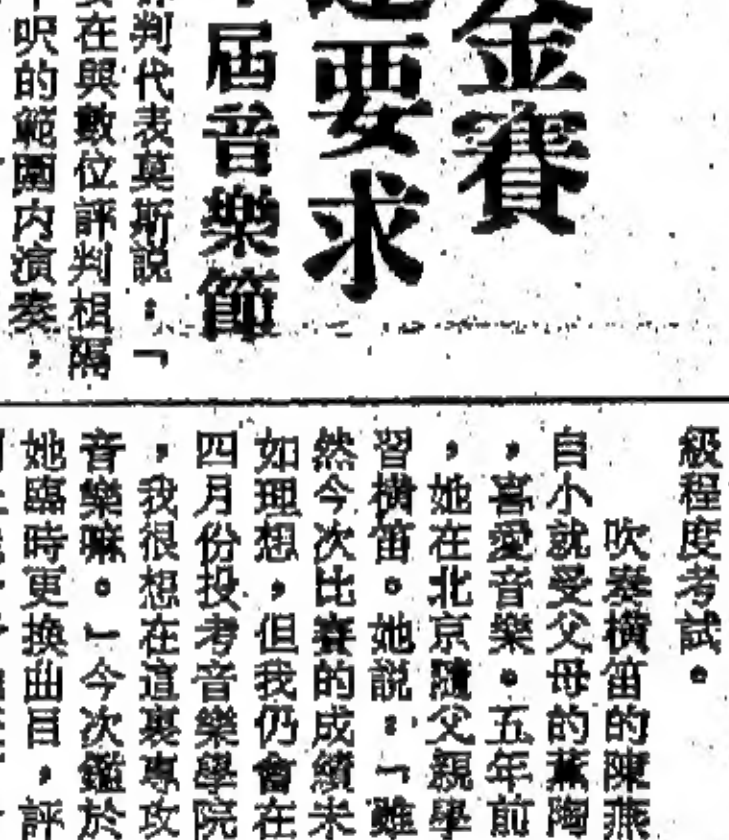 金賽
要求
屆音樂節
判代表莫斯說：「
在與數位評判相隔
呎的範圍内演奏，
級程度考試。
吹奏橫笛的陳燕
自小就受父母的薰陶
，喜愛音樂。五年前
，她在北京隨父親學
習橫笛。她說：「雖
然今次比賽的成績未
如理想，但我仍會在
四月份投考音樂學院
，我很想在這裏專攻
音樂嘛。」今次鑑於
她臨時更換曲目，評